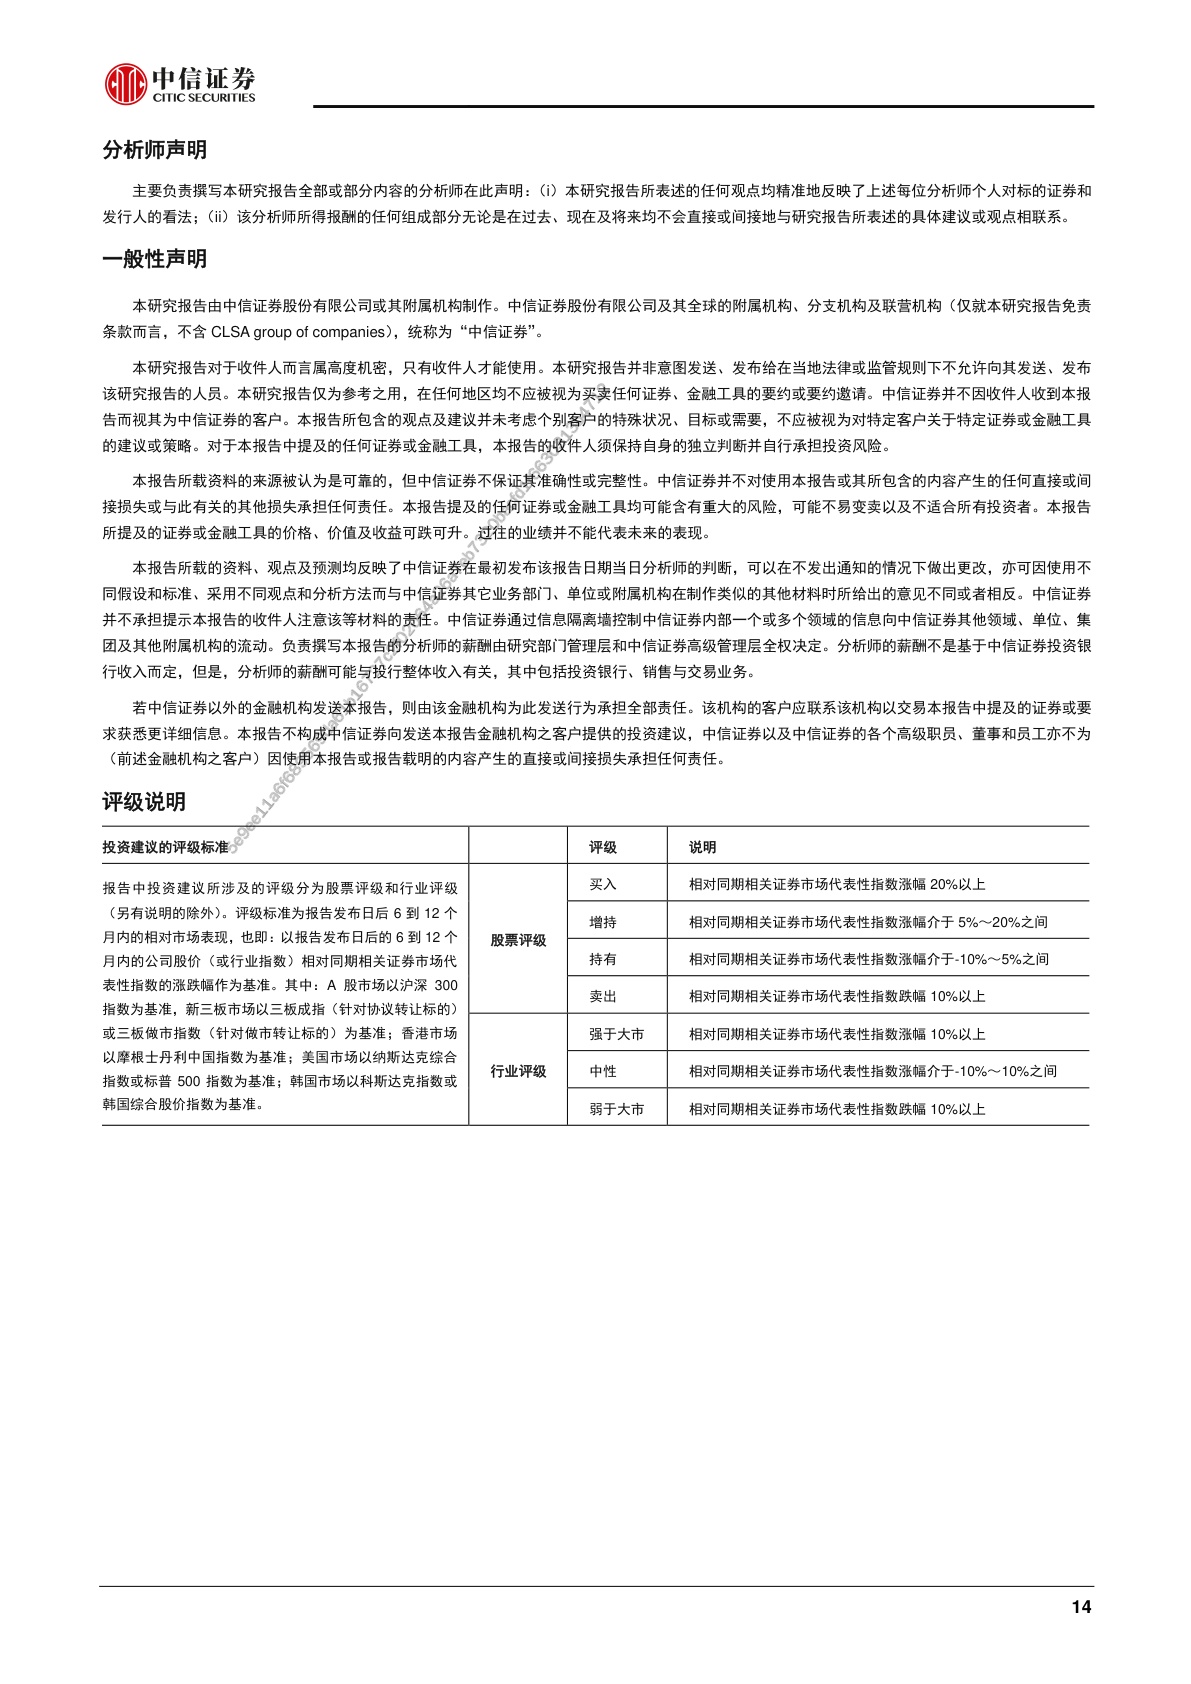 中信证券
CITIC SECURITIES
分析师声明
主要负责撰写本研究报告全部或部分内容的分析师在此声明：（i）本研究报告所表述的任何观点均精准地反映了上述每位分析师个人对标的证券和
发行人的看法；（ii）该分析师所得报酬的任何组成部分无论是在过去、现在及将来均不会直接或间接地与研究报告所表述的具体建议或观点相联系。
一般性声明
本研究报告由中信证券股份有限公司或其附属机构制作。中信证券股份有限公司及其全球的附属机构、分支机构及联营机构（仅就本研究报告免责
条款而言，不含 CLSA group of companies），统称为“中信证券”。
本研究报告对于收件人而言属高度机密，只有收件人才能使用。本研究报告并非意图发送、发布给在当地法律或监管规则下不允许向其发送、发布
该研究报告的人员。本研究报告仅为参考之用，在任何地区均不应被视为买卖任何证券、金融工具的要约或要约邀请。中信证券并不因收件人收到本报
告而视其为中信证券的客户。本报告所包含的观点及建议并未考虑个别客户的特殊状况、目标或需要，不应被视为对特定客户关于特定证券或金融工具
的建议或策略。对于本报告中提及的任何证券或金融工具，本报告的收件人须保持自身的独立判断并自行承担投资风险。
本报告所载资料的来源被认为是可靠的，但中信证券不保证其准确性或完整性。中信证券并不对使用本报告或其所包含的内容产生的任何直接或间
接损失或与此有关的其他损失承担任何责任。本报告提及的任何证券或金融工具均可能含有重大的风险，可能不易变卖以及不适合所有投资者。本报告
所提及的证券或金融工具的价格、价值及收益可跌可升。过往的业绩并不能代表未来的表现。
本报告所载的资料、观点及预测均反映了中信证券在最初发布该报告日期当日分析师的判断，可以在不发出通知的情况下做出更改，亦可因使用不
同假设和标准、采用不同观点和分析方法而与中信证券其它业务部门、单位或附属机构在制作类似的其他材料时所给出的意见不同或者相反。中信证券
并不承担提示本报告的收件人注意该等材料的责任。中信证券通过信息隔离墙控制中信证券内部一个或多个领域的信息向中信证券其他领域、单位、集
团及其他附属机构的流动。负责撰写本报告的分析师的薪酬由研究部门管理层和中信证券高级管理层全权决定。分析师的薪酬不是基于中信证券投资银
行收入而定，但是，分析师的薪酬可能与投行整体收入有关，其中包括投资银行、销售与交易业务。
若中信证券以外的金融机构发送本报告，则由该金融机构为此发送行为承担全部责任。该机构的客户应联系该机构以交易本报告中提及的证券或要
求获悉更详细信息。本报告不构成中信证券向发送本报告金融机构之客户提供的投资建议，中信证券以及中信证券的各个高级职员、董事和员工亦不为
（前述金融机构之客户）因使用本报告或报告载明的内容产生的直接或间接损失承担任何责任。
评级说明
投资建议的评级标准 评级 说明
报告中投资建议所涉及的评级分为股票评级和行业评级
（另有说明的除外）。评级标准为报告发布日后 6 到 12 个
月内的相对市场表现，也即：以报告发布日后的 6 到 12 个
月内的公司股价（或行业指数）相对同期相关证券市场代
表性指数的涨跌幅作为基准。其中：A 股市场以沪深 300
指数为基准，新三板市场以三板成指（针对协议转让标的）
或三板做市指数（针对做市转让标的）为基准；香港市场
以摩根士丹利中国指数为基准；美国市场以纳斯达克综合
指数或标普 500 指数为基准；韩国市场以科斯达克指数或
韩国综合股价指数为基准。
股票评级
买入 相对同期相关证券市场代表性指数涨幅 20%以上
增持 相对同期相关证券市场代表性指数涨幅介于 5%～20%之间
持有 相对同期相关证券市场代表性指数涨幅介于-10%～5%之间
卖出 相对同期相关证券市场代表性指数跌幅 10%以上
行业评级
强于大市 相对同期相关证券市场代表性指数涨幅 10%以上
中性 相对同期相关证券市场代表性指数涨幅介于-10%～10%之间
弱于大市 相对同期相关证券市场代表性指数跌幅 10%以上
14